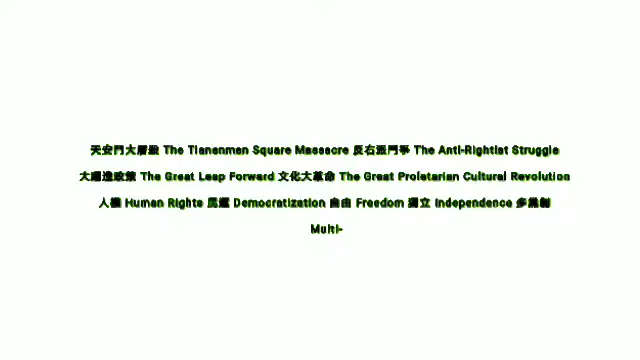 天安門大屠殺 The Tiananmen Square Massacre 反右派鬥爭 The Anti-Rightist Struggle
大躍進政策 The Great Leap Forward 文化大革命 The Great Proletarian Cultural Revolution
人權 Human Rights 民運 Democratization 自由 Freedom 獨立 Independence 多黨制
Multi-